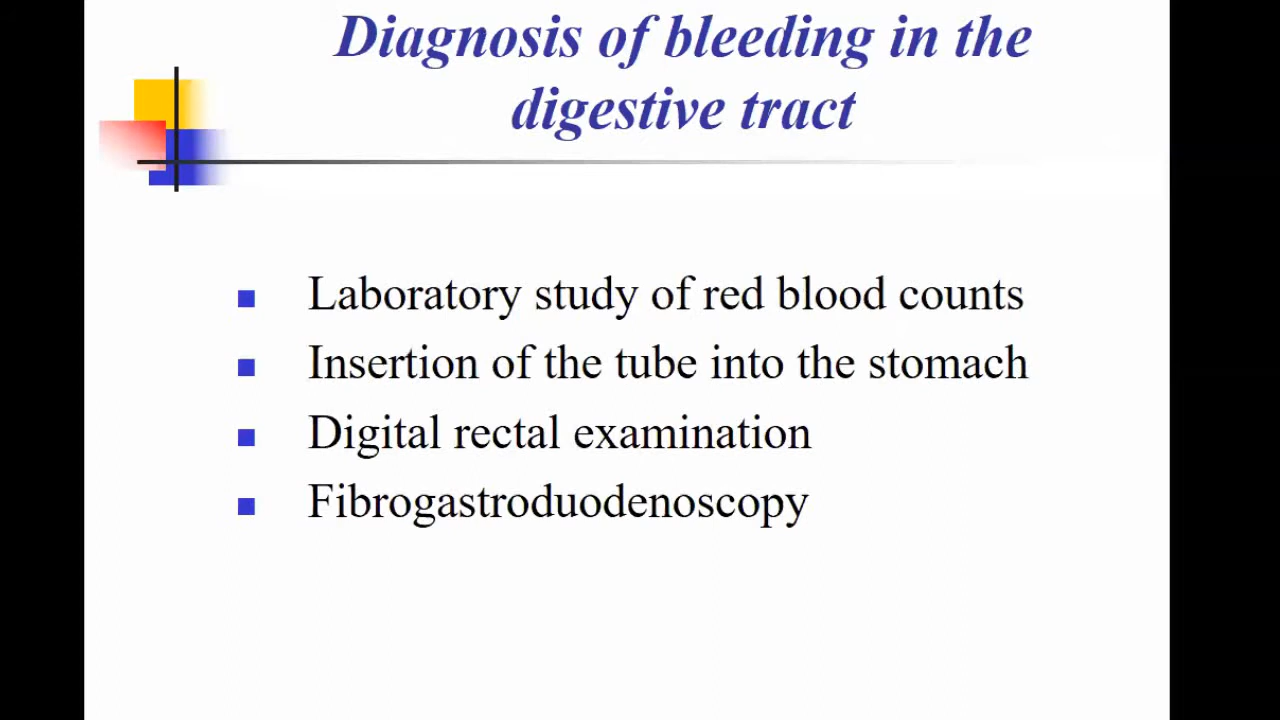 Diagnosis of bleeding in the
digestive tract
Laboratory study of red blood counts
Insertion of the tube into the stomach
Digital rectal examination
Fibrogastroduodenoscopy